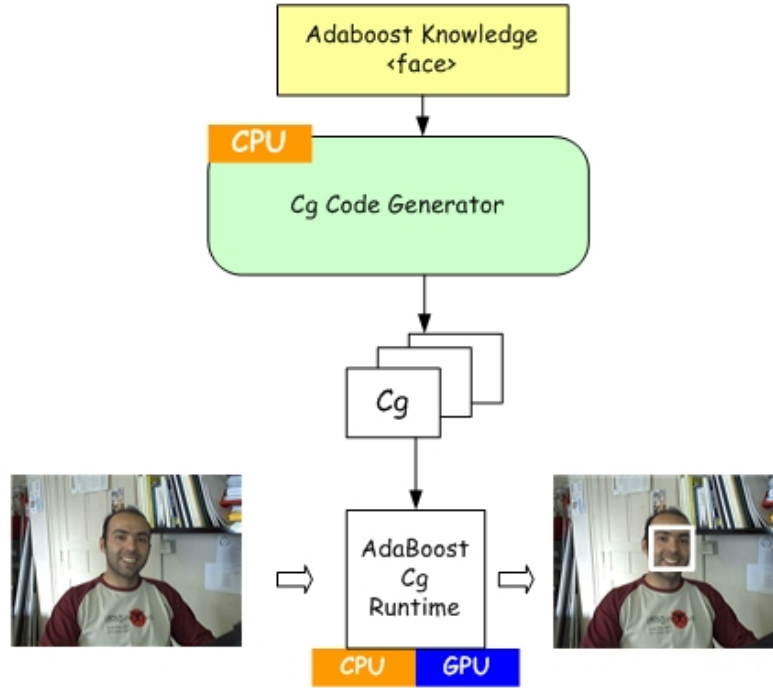 Adaboost Knowledge
<face>
CPU
Cg Code Generator
Cg
AdaBoost
Cg
Runtime
CPU
GPU